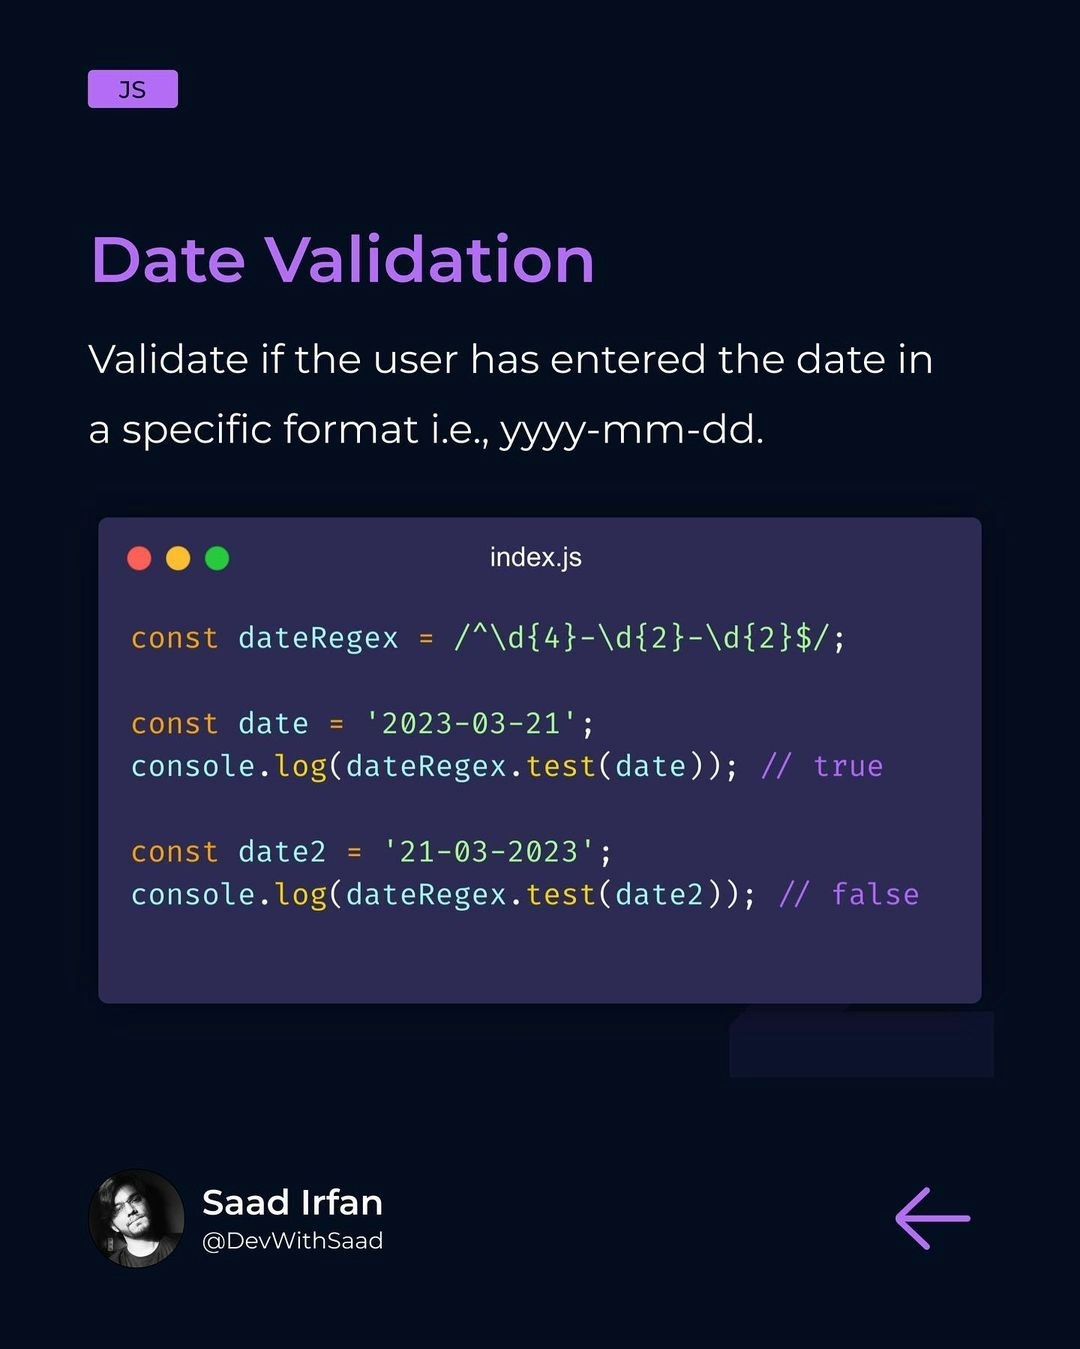 JS
Date Validation
Validate if the user has entered the date in
a specific format i.e., yyyy-mm-dd.
index.js
const dateRegex = /^\d{4}-\d{2}-\d{2}$/;
const date = '2023-03-21';
console.log(dateRegex.test(date)); // true
const date2 = '21-03-2023';
console.log(dateRegex.test(date2)); // false
Saad Irfan
@DevWithSaad